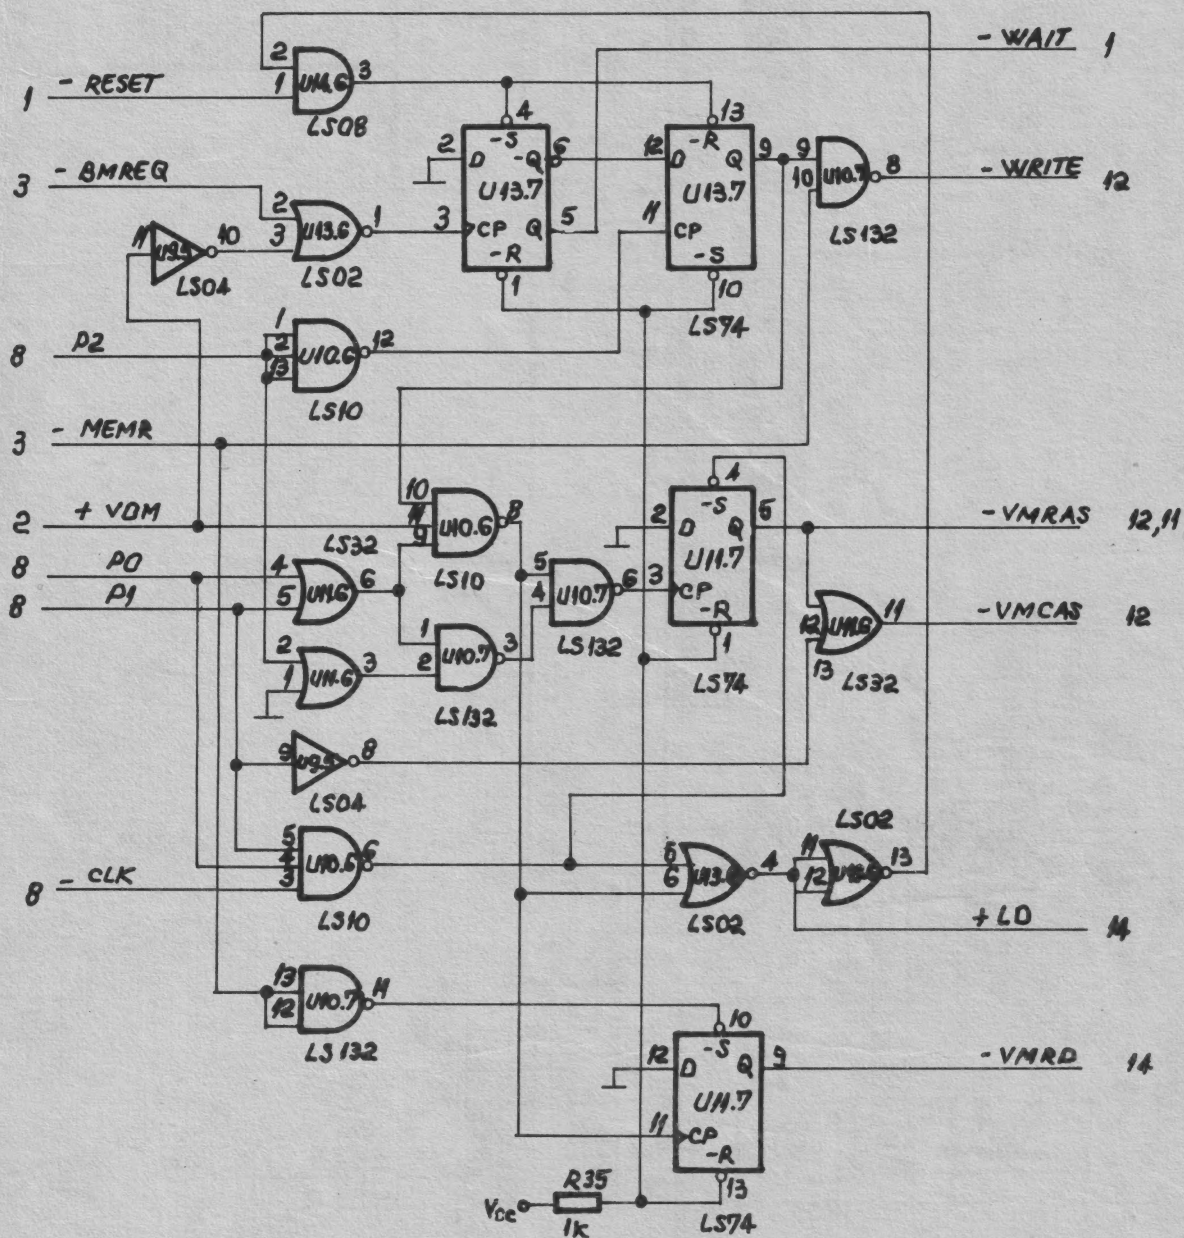 - WAIT 1
2
1
U14.6
3
1 - RESET
LS08
4
13
2
D
-S
-Q
6
U13.7
3
CP
Q
5
-R
1
12
D
-R
Q
9
U13.7
11
CP
-S
10
LS74
9
10
U10.7
8
LS132
- WRITE 12
3 - BMREQ
2
3
U13.6
1
LS02
11
U9.5
10
LS04
8 P2
1
2
13
U10.6
12
LS10
3 - MEMR
10
11
9
U10.6
8
LS10
2 + VDM
LS32
8 P0
8 P1
4
5
U11.6
6
2
1
U11.6
3
1
2
U10.7
3
LS132
5
4
U10.7
6
LS132
4
2
D
-S
Q
5
U11.7
3
CP
-R
1
LS74
- VMRAS 12,11
12
13
U11.6
11
LS32
- VMCAS 12
9
U9.5
8
LS04
5
4
3
U10.6
6
LS10
8 - CLK
5
6
U13.6
4
LS02
LS02
11
12
13
+ LD 14
13
12
U10.7
11
LS132
10
12
D
-S
Q
9
U11.7
11
CP
-R
13
LS74
- VMRD 14
Vcc
R35
1K